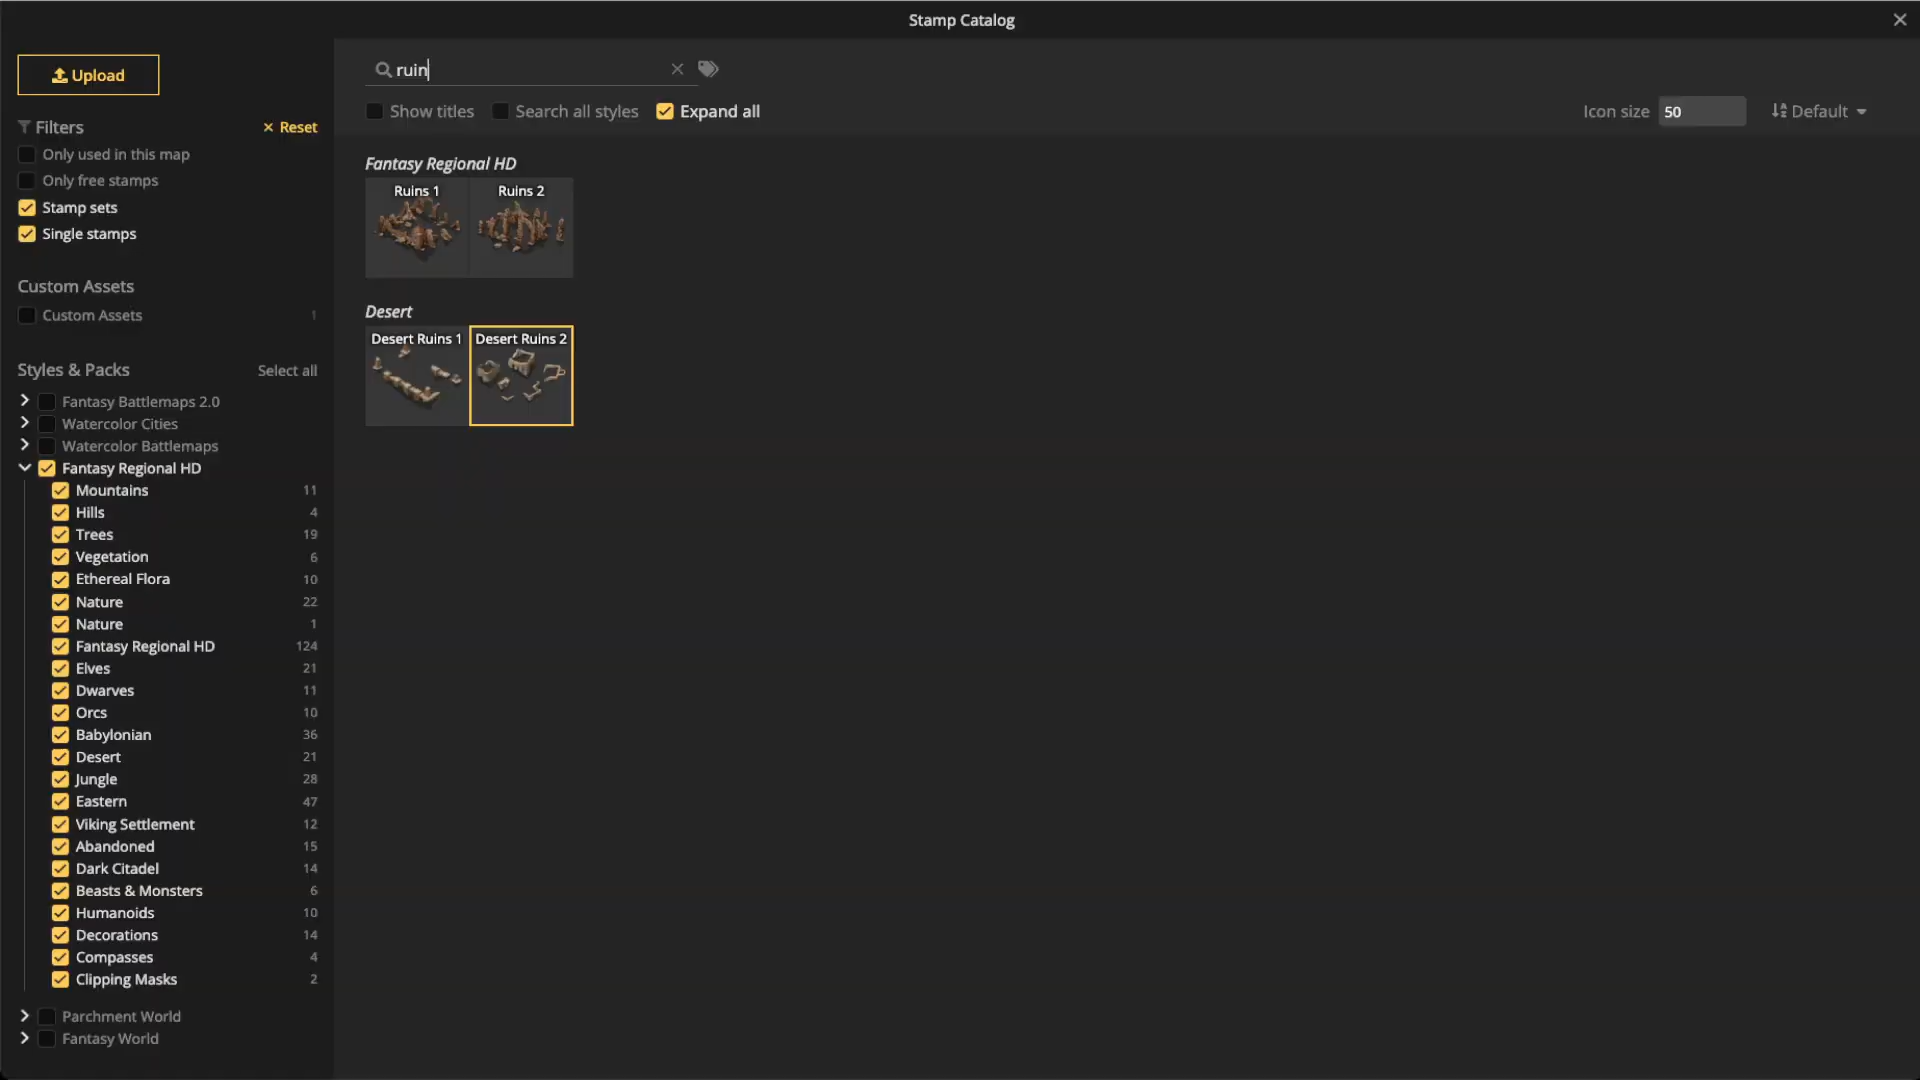 Stamp Catalog
Upload
ruin
Show titles
Search all styles
Expand all
Icon size
50
Default
Filters
Reset
Only used in this map
Only free stamps
Stamp sets
Single stamps
Custom Assets
Custom Assets 1
Styles & Packs
Select all
Fantasy Battlemaps 2.0
Watercolor Cities
Watercolor Battlemaps
Fantasy Regional HD
Mountains 11
Hills 4
Trees 19
Vegetation 6
Ethereal Flora 10
Nature 22
Nature 1
Fantasy Regional HD 124
Elves 21
Dwarves 11
Orcs 10
Babylonian 36
Desert 21
Jungle 28
Eastern 47
Viking Settlement 12
Abandoned 15
Dark Citadel 14
Beasts & Monsters 6
Humanoids 10
Decorations 14
Compasses 4
Clipping Masks 2
Parchment World
Fantasy World
Fantasy Regional HD
Ruins 1
Ruins 2
Desert
Desert Ruins 1
Desert Ruins 2